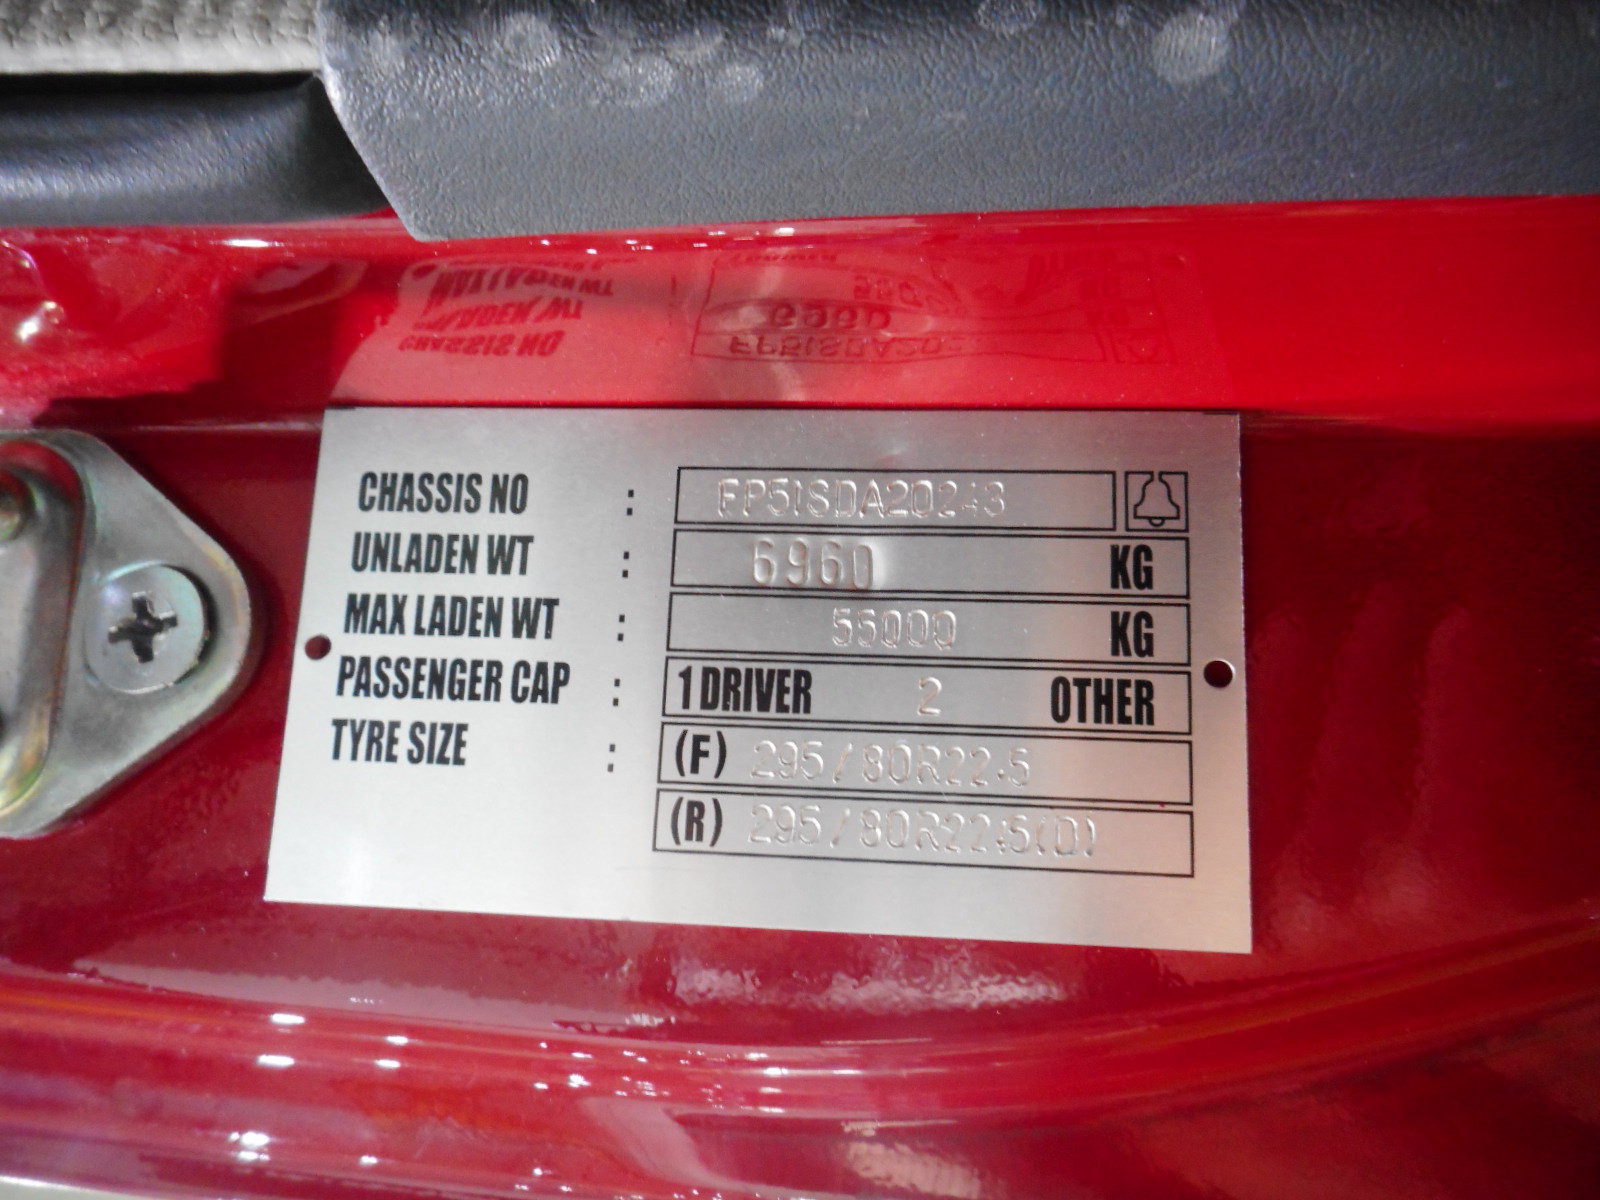 CHASSIS NO : FP51SDA20243
UNLADEN WT : 6960 KG
MAX LADEN WT : 55000 KG
PASSENGER CAP : 1 DRIVER 2 OTHER
TYRE SIZE : (F) 295/80R22.5
(R) 295/80R22.5(D)